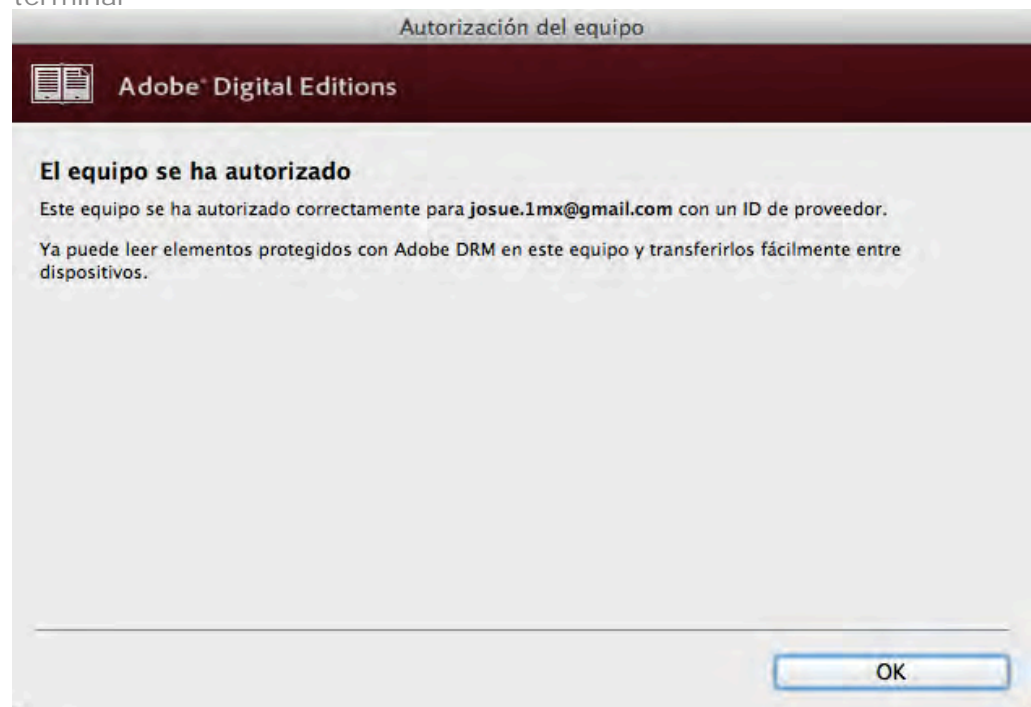 terminar
Autorización del equipo
Adobe® Digital Editions
El equipo se ha autorizado
Este equipo se ha autorizado correctamente para josue.1mx@gmail.com con un ID de proveedor.
Ya puede leer elementos protegidos con Adobe DRM en este equipo y transferirlos fácilmente entre
dispositivos.
OK